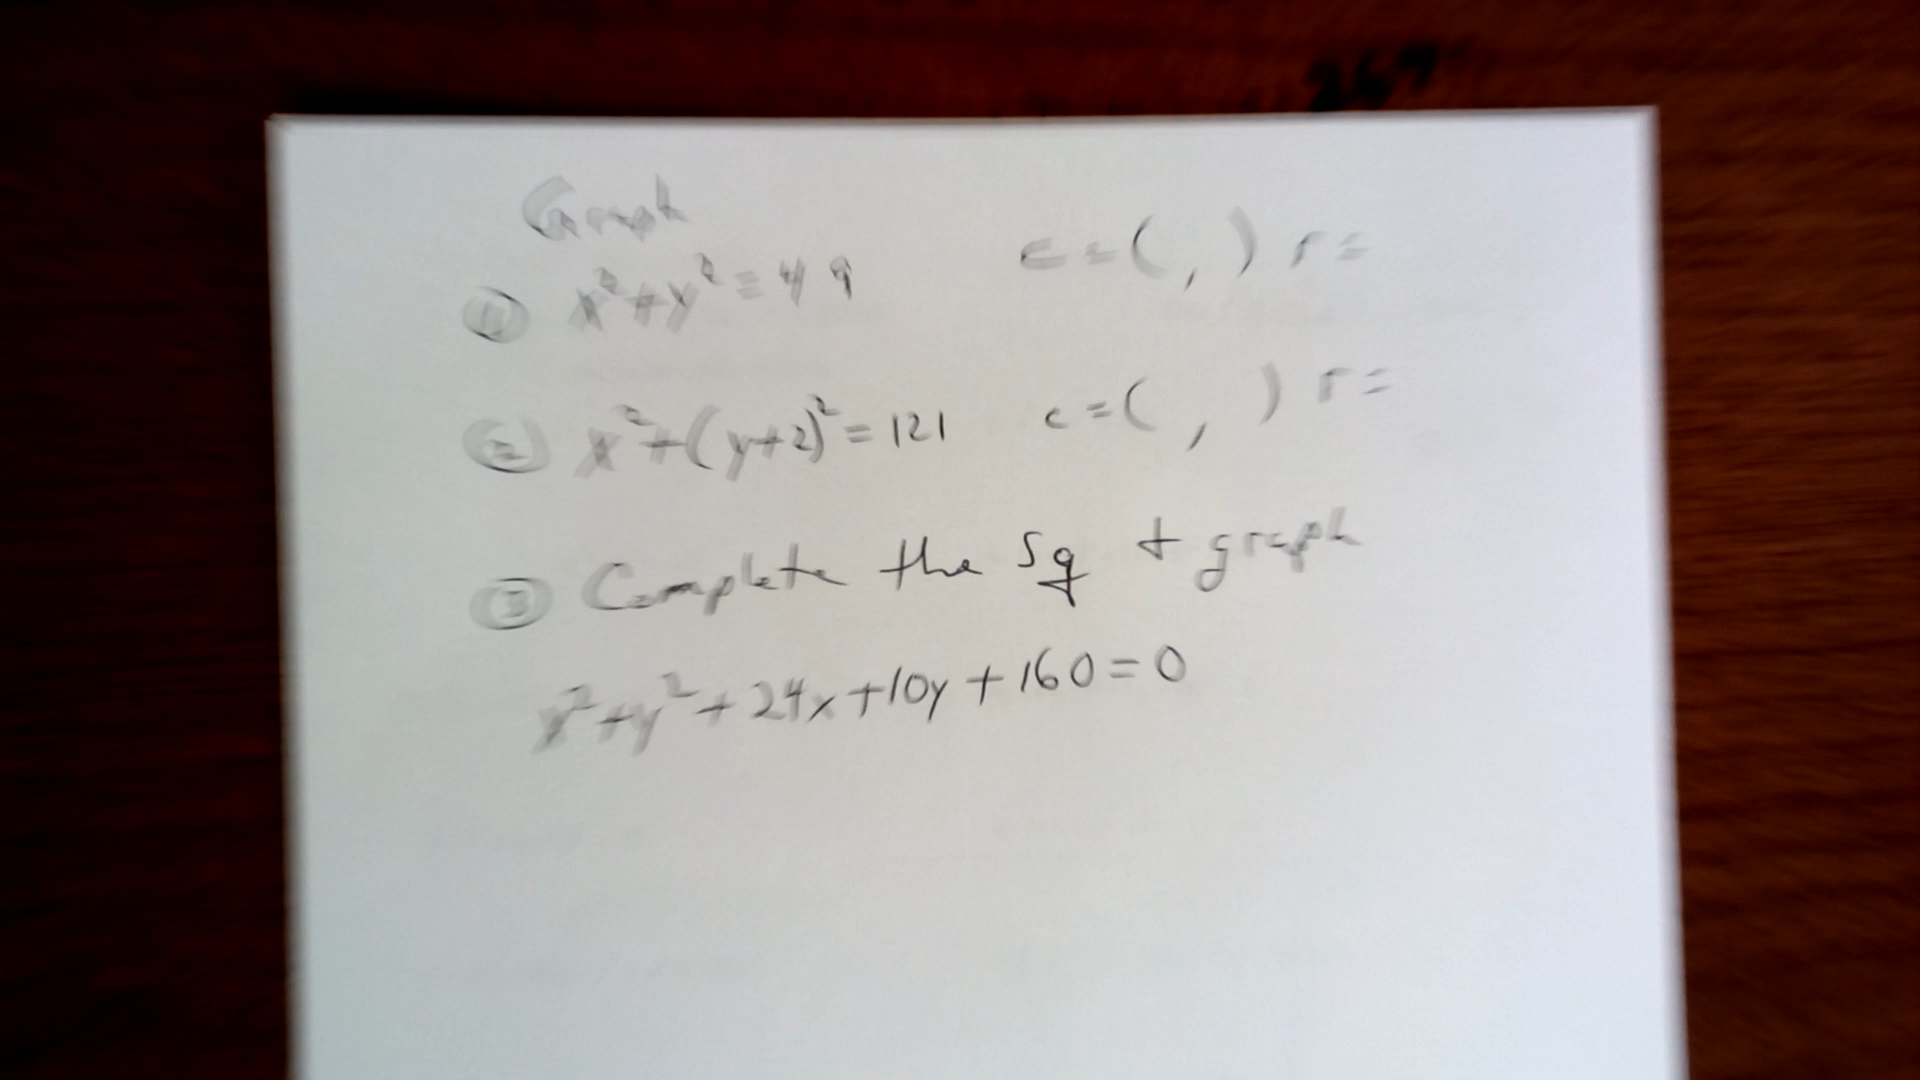 Graph
① x²+y²=49 c=( , ) r=
② x²+(y+2)²=121 c=( , ) r=
③ Complete the Sq + graph
x²+y²+24x+10y+160=0